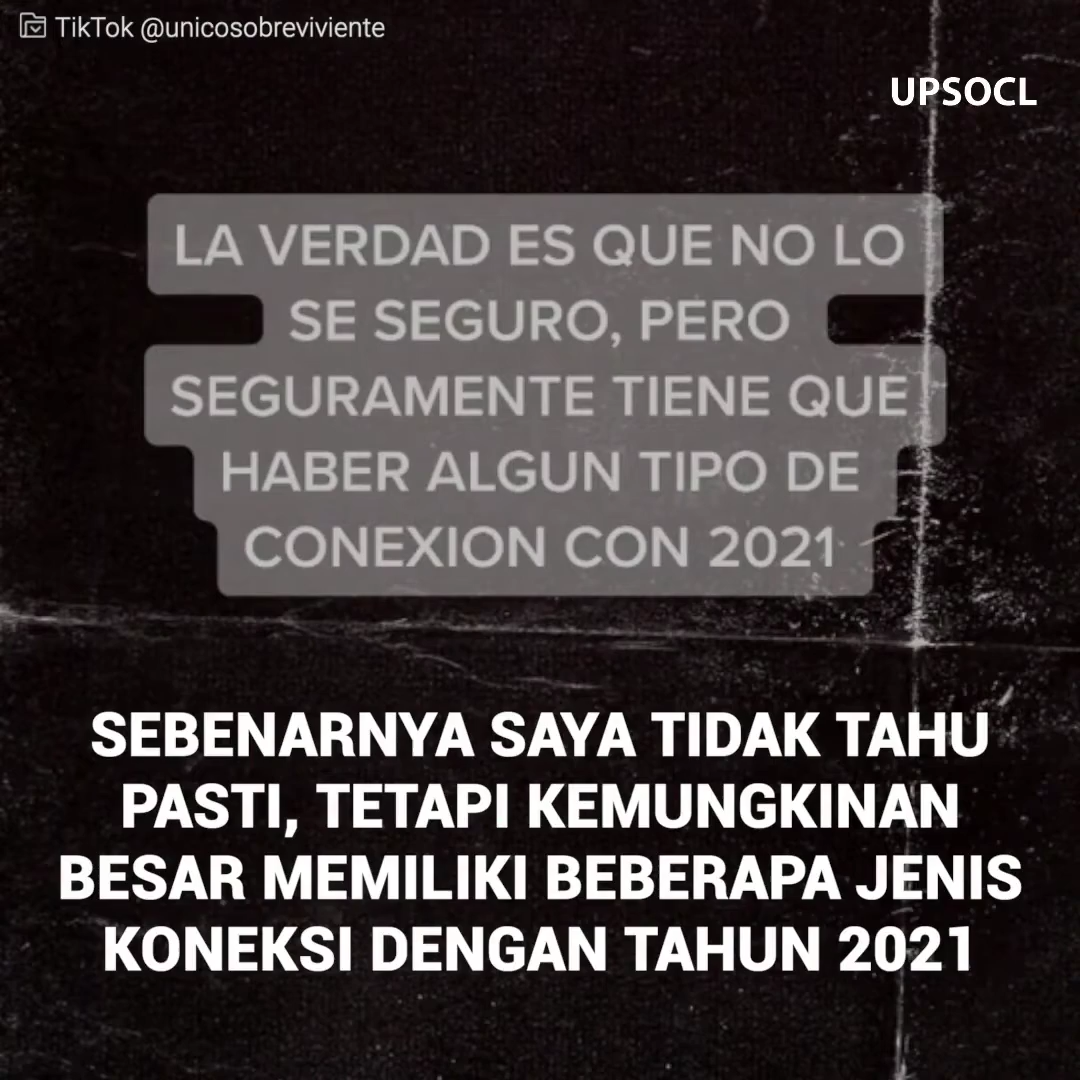 TikTok @unicosobreviviente
UPSOCL
LA VERDAD ES QUE NO LO
SE SEGURO, PERO
SEGURAMENTE TIENE QUE
HABER ALGUN TIPO DE
CONEXION CON 2021
SEBENARNYA SAYA TIDAK TAHU
PASTI, TETAPI KEMUNGKINAN
BESAR MEMILIKI BEBERAPA JENIS
KONEKSI DENGAN TAHUN 2021